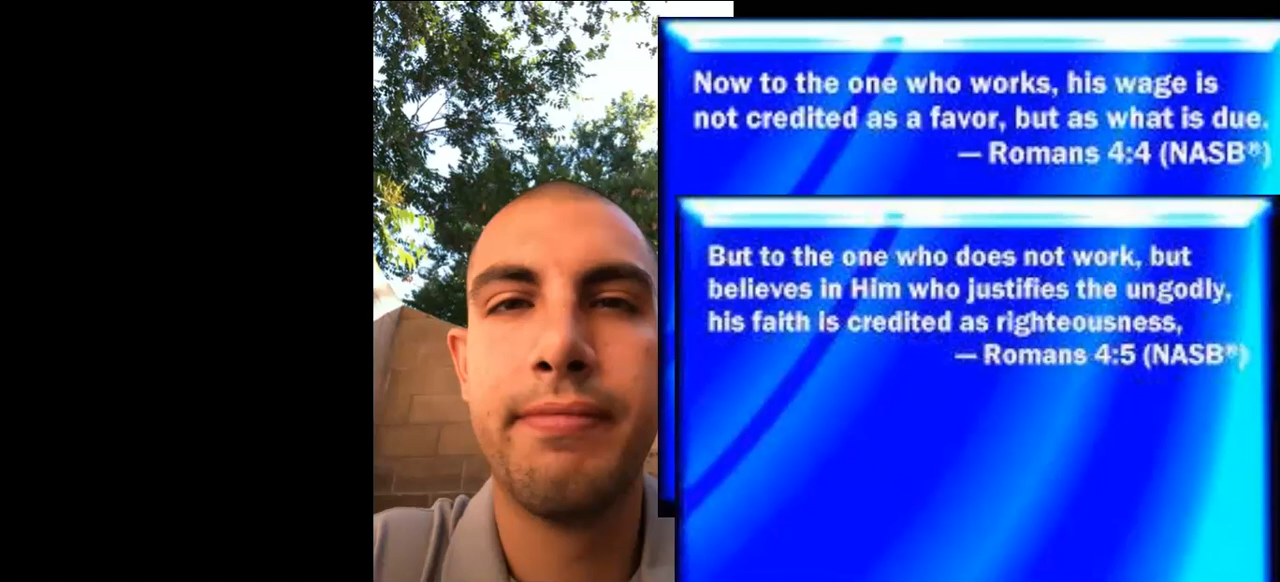 Now to the one who works, his wage is
not credited as a favor, but as what is due.
— Romans 4:4 (NASB®)
But to the one who does not work, but
believes in Him who justifies the ungodly,
his faith is credited as righteousness,
— Romans 4:5 (NASB®)